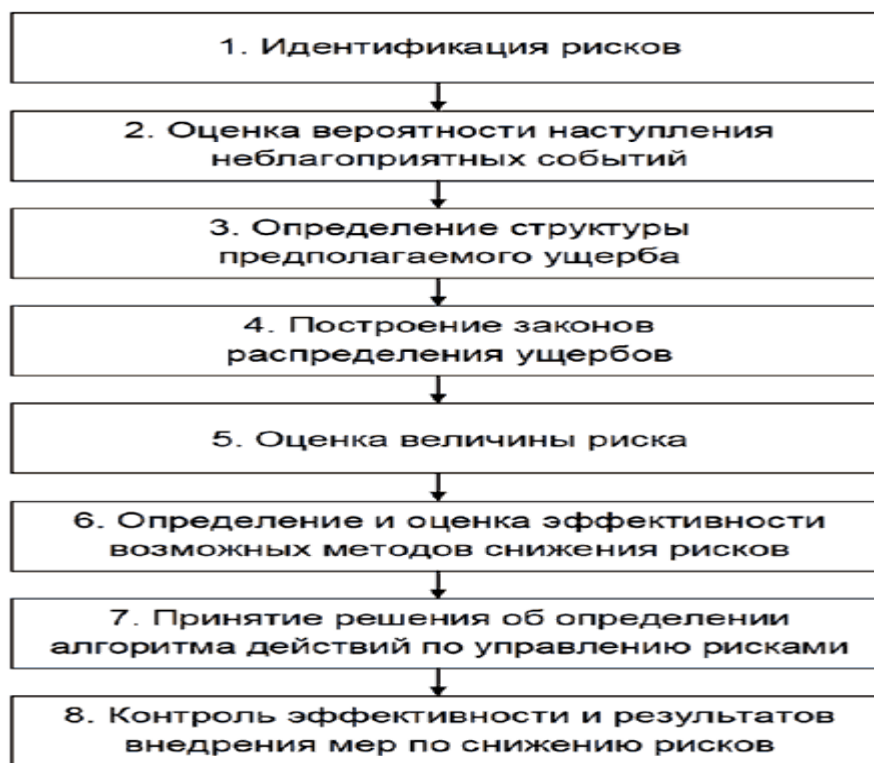 1. Идентификация рисков
2. Оценка вероятности наступления
неблагоприятных событий
3. Определение структуры
предполагаемого ущерба
4. Построение законов
распределения ущербов
5. Оценка величины риска
6. Определение и оценка эффективности
возможных методов снижения рисков
7. Принятие решения об определении
алгоритма действий по управлению рисками
8. Контроль эффективности и результатов
внедрения мер по снижению рисков